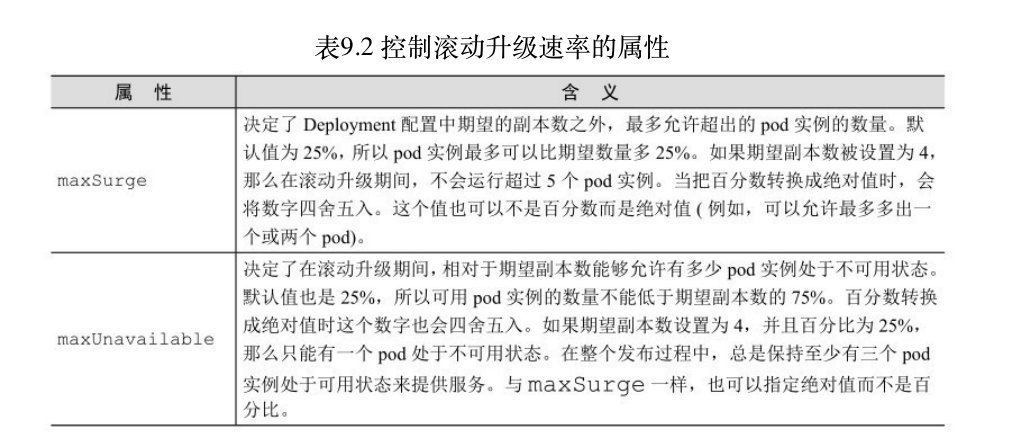 表9.2 控制滚动升级速率的属性
属 性 含 义
决定了 Deployment 配置中期望的副本数之外，最多允许超出的 pod 实例的数量。默
认值为 25%，所以 pod 实例最多可以比期望数量多 25%。如果期望副本数被设置为 4，
maxSurge 那么在滚动升级期间，不会运行超过 5 个 pod 实例。当把百分数转换成绝对值时，会
将数字四舍五入。这个值也可以不是百分数而是绝对值 ( 例如，可以允许最多多出一
个或两个 pod)。
决定了在滚动升级期间，相对于期望副本数能够允许有多少 pod 实例处于不可用状态。
默认值也是 25%，所以可用 pod 实例的数量不能低于期望副本数的 75%。百分数转换
成绝对值时这个数字也会四舍五入。如果期望副本数设置为 4，并且百分比为 25%，
maxUnavailable 那么只能有一个 pod 处于不可用状态。在整个发布过程中，总是保持至少有三个 pod
实例处于可用状态来提供服务。与 maxSurge 一样，也可以指定绝对值而不是百
分比。